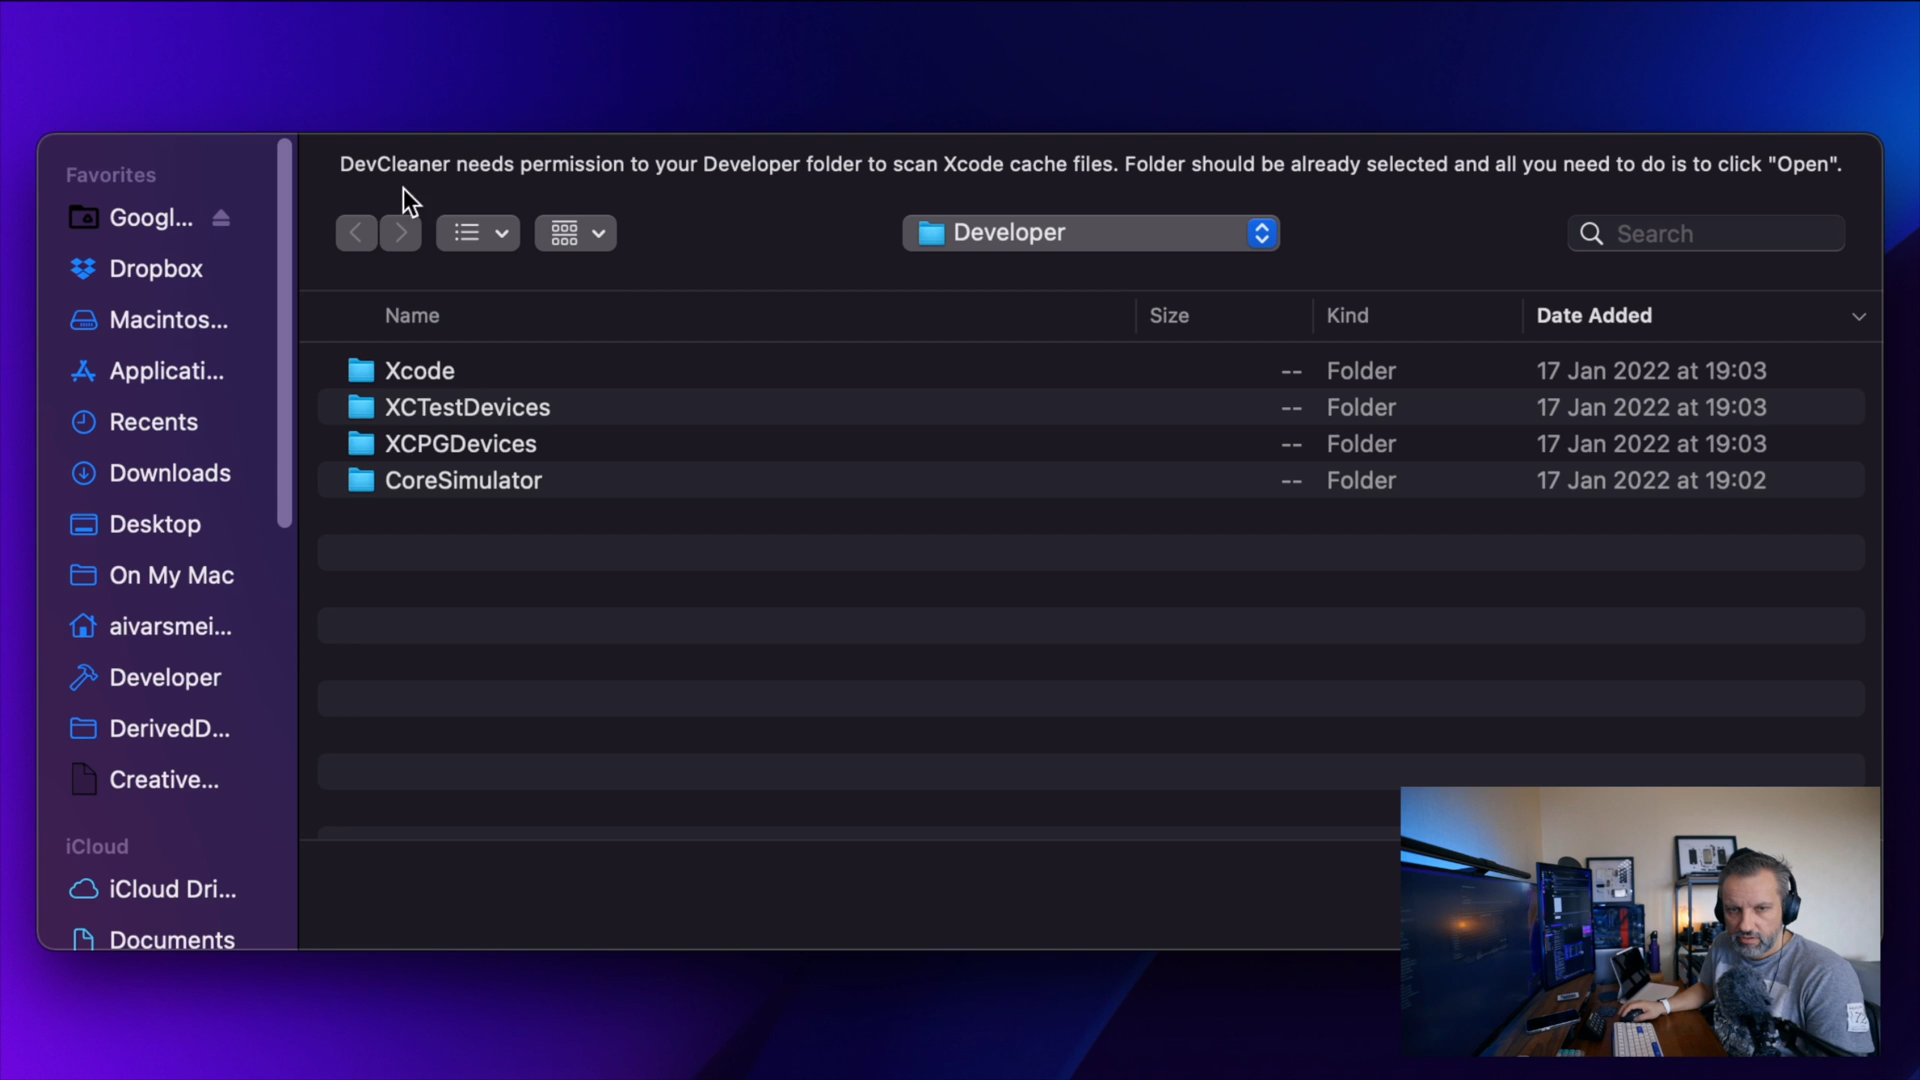 DevCleaner needs permission to your Developer folder to scan Xcode cache files. Folder should be already selected and all you need to do is to click "Open".
Favorites
Googl...
Dropbox
Macintos...
Applicati...
Recents
Downloads
Desktop
On My Mac
aivarsmei...
Developer
DerivedD...
Creative...
iCloud
iCloud Dri...
Documents
Developer
Search
Name Size Kind Date Added
Xcode -- Folder 17 Jan 2022 at 19:03
XCTestDevices -- Folder 17 Jan 2022 at 19:03
XCPGDevices -- Folder 17 Jan 2022 at 19:03
CoreSimulator -- Folder 17 Jan 2022 at 19:02